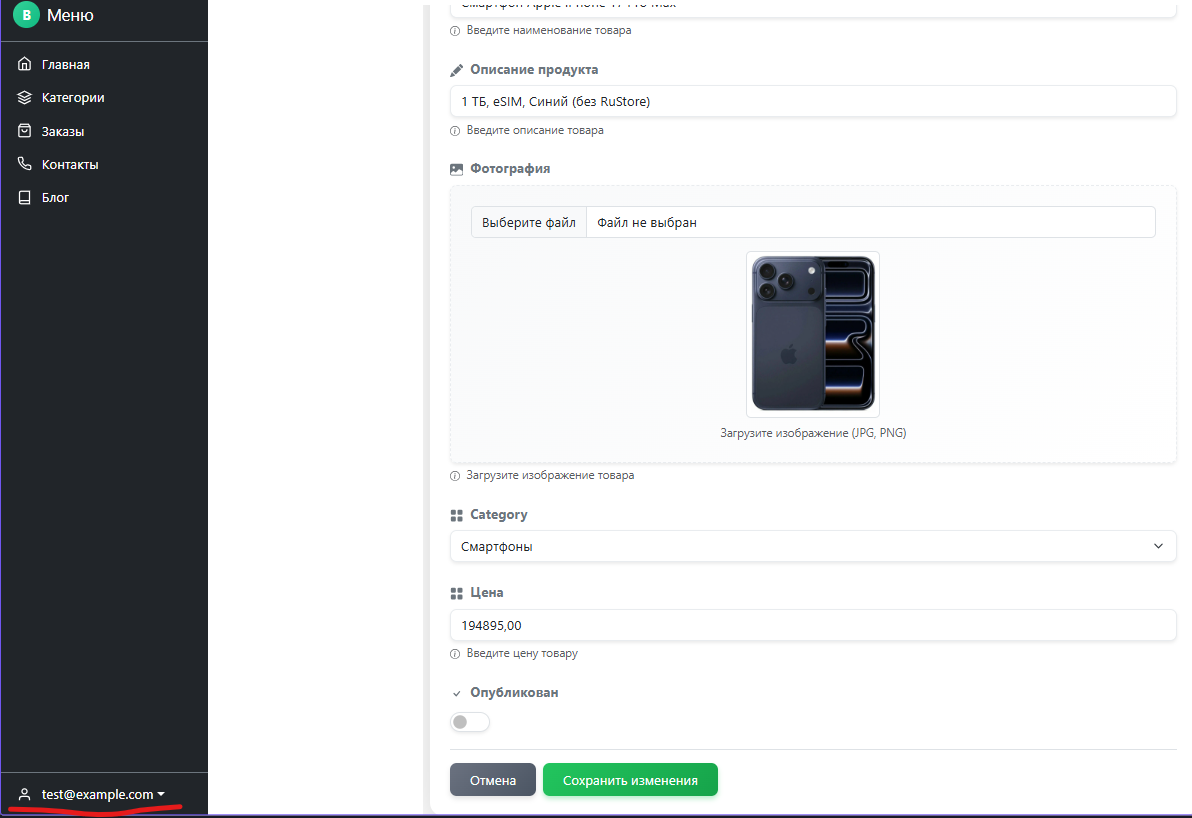 B Меню
Главная
Категории
Заказы
Контакты
Блог
test@example.com
Введите наименование товара
Описание продукта
1 ТБ, eSIM, Синий (без RuStore)
Введите описание товара
Фотография
Выберите файл Файл не выбран
Загрузите изображение (JPG, PNG)
Загрузите изображение товара
Category
Смартфоны
Цена
194895,00
Введите цену товару
Опубликован
Отмена Сохранить изменения